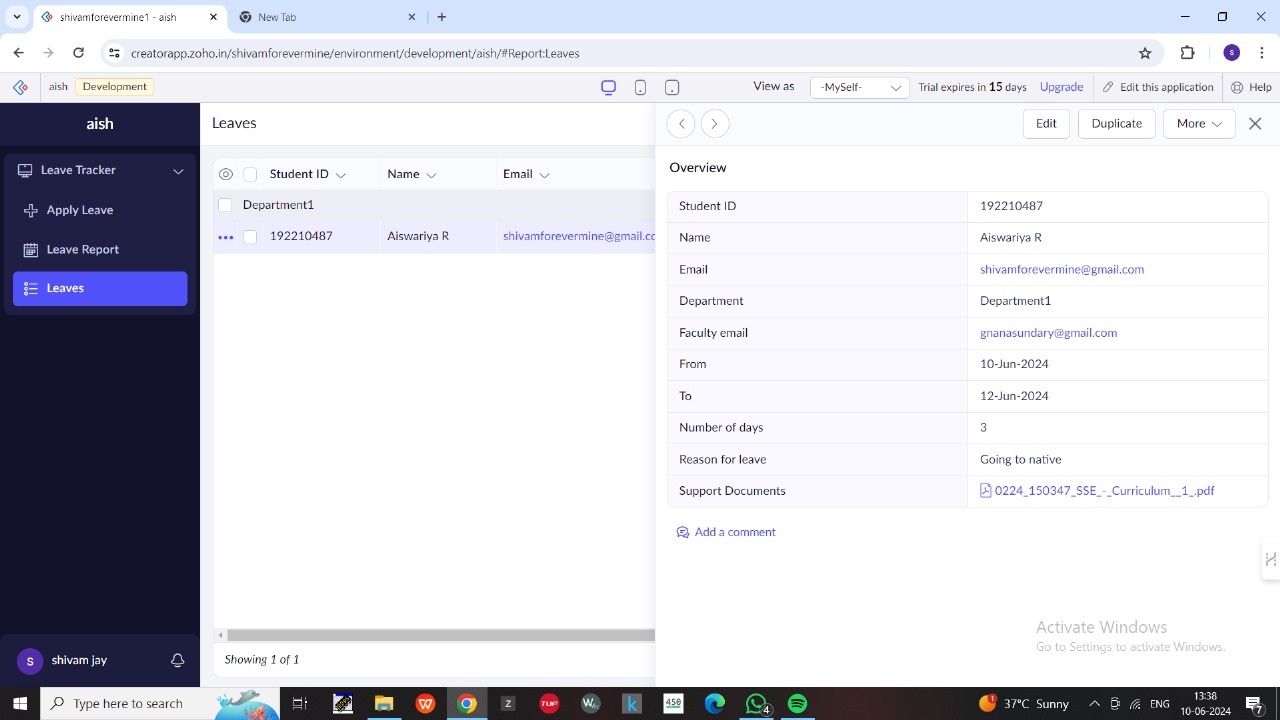 shivamforevermine1 - aish
New Tab
creatorapp.zoho.in/shivamforevermine/environment/development/aish/#Report:Leaves
S
aish
Development
View as
-MySelf-
Trial expires in 15 days
Upgrade
Edit this application
Help
aish
Leave Tracker
Apply Leave
Leave Report
Leaves
S
shivam jay
Leaves
Student ID
Name
Email
Department1
192210487
Aiswariya R
shivamforevermine@gmail.cc
Showing 1 of 1
Edit
Duplicate
More
Overview
Student ID 192210487
Name Aiswariya R
Email shivamforevermine@gmail.com
Department Department1
Faculty email gnanasundary@gmail.com
From 10-Jun-2024
To 12-Jun-2024
Number of days 3
Reason for leave Going to native
Support Documents 0224_150347_SSE_-_Curriculum__1_.pdf
Add a comment
Activate Windows
Go to Settings to activate Windows.
Type here to search
Z
TUP
k
450
4
1
37°C Sunny
ENG
13:38
10-06-2024
7